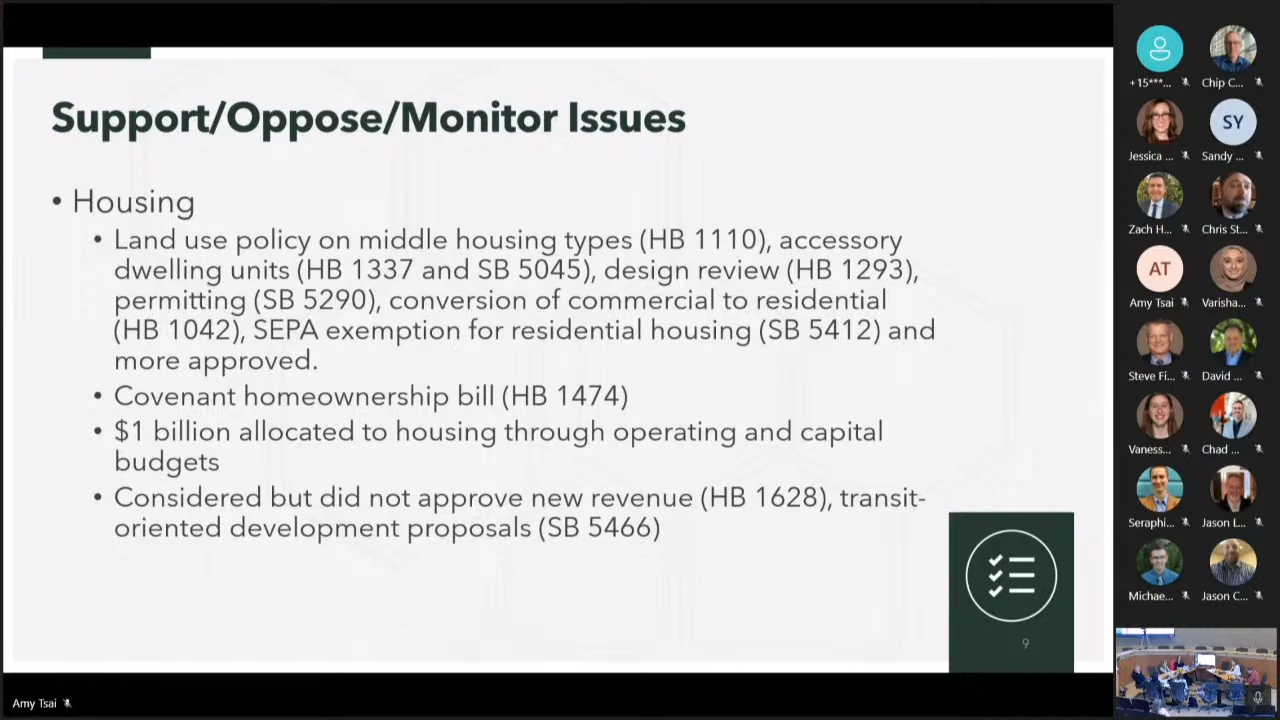 Support/Oppose/Monitor Issues
• Housing
• Land use policy on middle housing types (HB 1110), accessory
dwelling units (HB 1337 and SB 5045), design review (HB 1293),
permitting (SB 5290), conversion of commercial to residential
(HB 1042), SEPA exemption for residential housing (SB 5412) and
more approved.
• Covenant homeownership bill (HB 1474)
• $1 billion allocated to housing through operating and capital
budgets
• Considered but did not approve new revenue (HB 1628), transit-
oriented development proposals (SB 5466)
9
Amy Tsai
+15***...
Chip C...
SY
Jessica ...
Sandy ...
Zach H...
Chris St...
AT
Amy Tsai
Varisha...
Steve Fi...
David ...
Vaness...
Chad ...
Seraphi...
Jason L...
Michae...
Jason C...